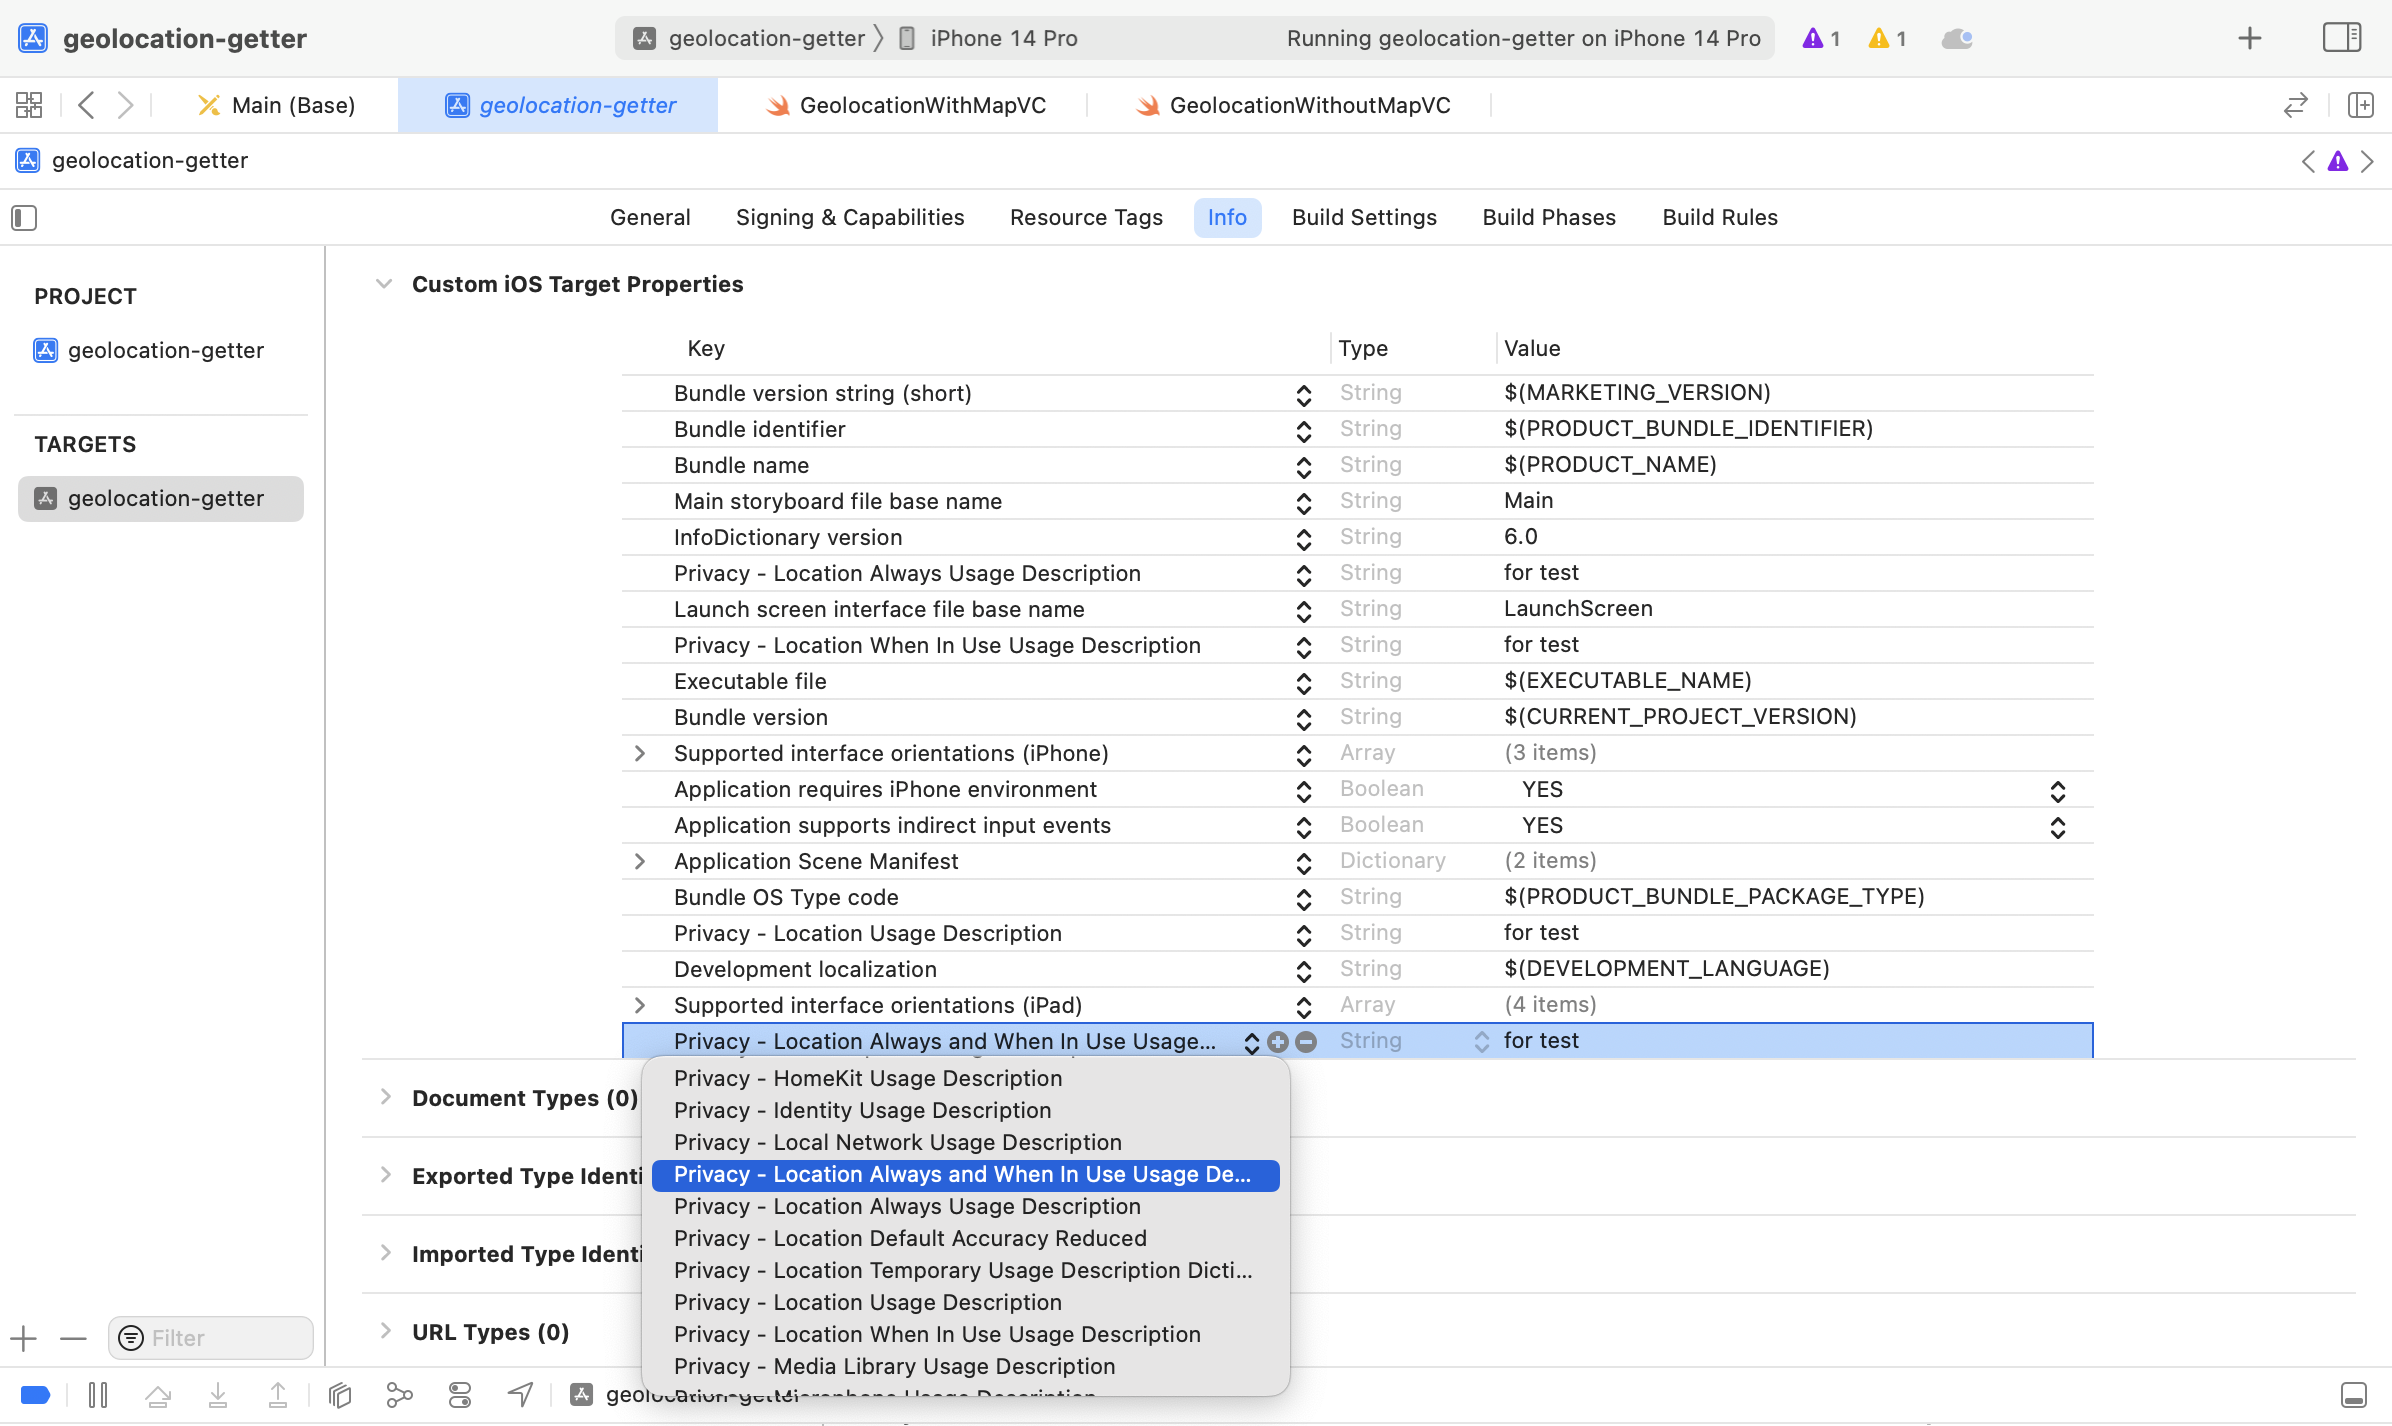 geolocation-getter
geolocation-getter iPhone 14 Pro Running geolocation-getter on iPhone 14 Pro 1 1
Main (Base) geolocation-getter GeolocationWithMapVC GeolocationWithoutMapVC
geolocation-getter
General Signing & Capabilities Resource Tags Info Build Settings Build Phases Build Rules
PROJECT
geolocation-getter
TARGETS
geolocation-getter
Custom iOS Target Properties
Key Type Value
Bundle version string (short) String $(MARKETING_VERSION)
Bundle identifier String $(PRODUCT_BUNDLE_IDENTIFIER)
Bundle name String $(PRODUCT_NAME)
Main storyboard file base name String Main
InfoDictionary version String 6.0
Privacy - Location Always Usage Description String for test
Launch screen interface file base name String LaunchScreen
Privacy - Location When In Use Usage Description String for test
Executable file String $(EXECUTABLE_NAME)
Bundle version String $(CURRENT_PROJECT_VERSION)
Supported interface orientations (iPhone) Array (3 items)
Application requires iPhone environment Boolean YES
Application supports indirect input events Boolean YES
Application Scene Manifest Dictionary (2 items)
Bundle OS Type code String $(PRODUCT_BUNDLE_PACKAGE_TYPE)
Privacy - Location Usage Description String for test
Development localization String $(DEVELOPMENT_LANGUAGE)
Supported interface orientations (iPad) Array (4 items)
Privacy - Location Always and When In Use Usage... String for test
Privacy - HomeKit Usage Description
Privacy - Identity Usage Description
Privacy - Local Network Usage Description
Privacy - Location Always and When In Use Usage De...
Privacy - Location Always Usage Description
Privacy - Location Default Accuracy Reduced
Privacy - Location Temporary Usage Description Dicti...
Privacy - Location Usage Description
Privacy - Location When In Use Usage Description
Privacy - Media Library Usage Description
Privacy - Microphone Usage Description
Document Types (0)
Exported Type Identi
Imported Type Identi
URL Types (0)
Filter
geolocation-getter